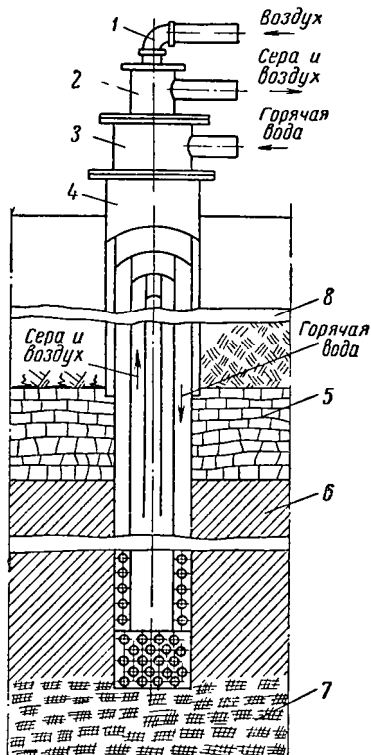 1
Воздух
2
Сера и
воздух
3
Горячая
вода
4
8
Сера и
воздух
Горячая
вода
5
6
7